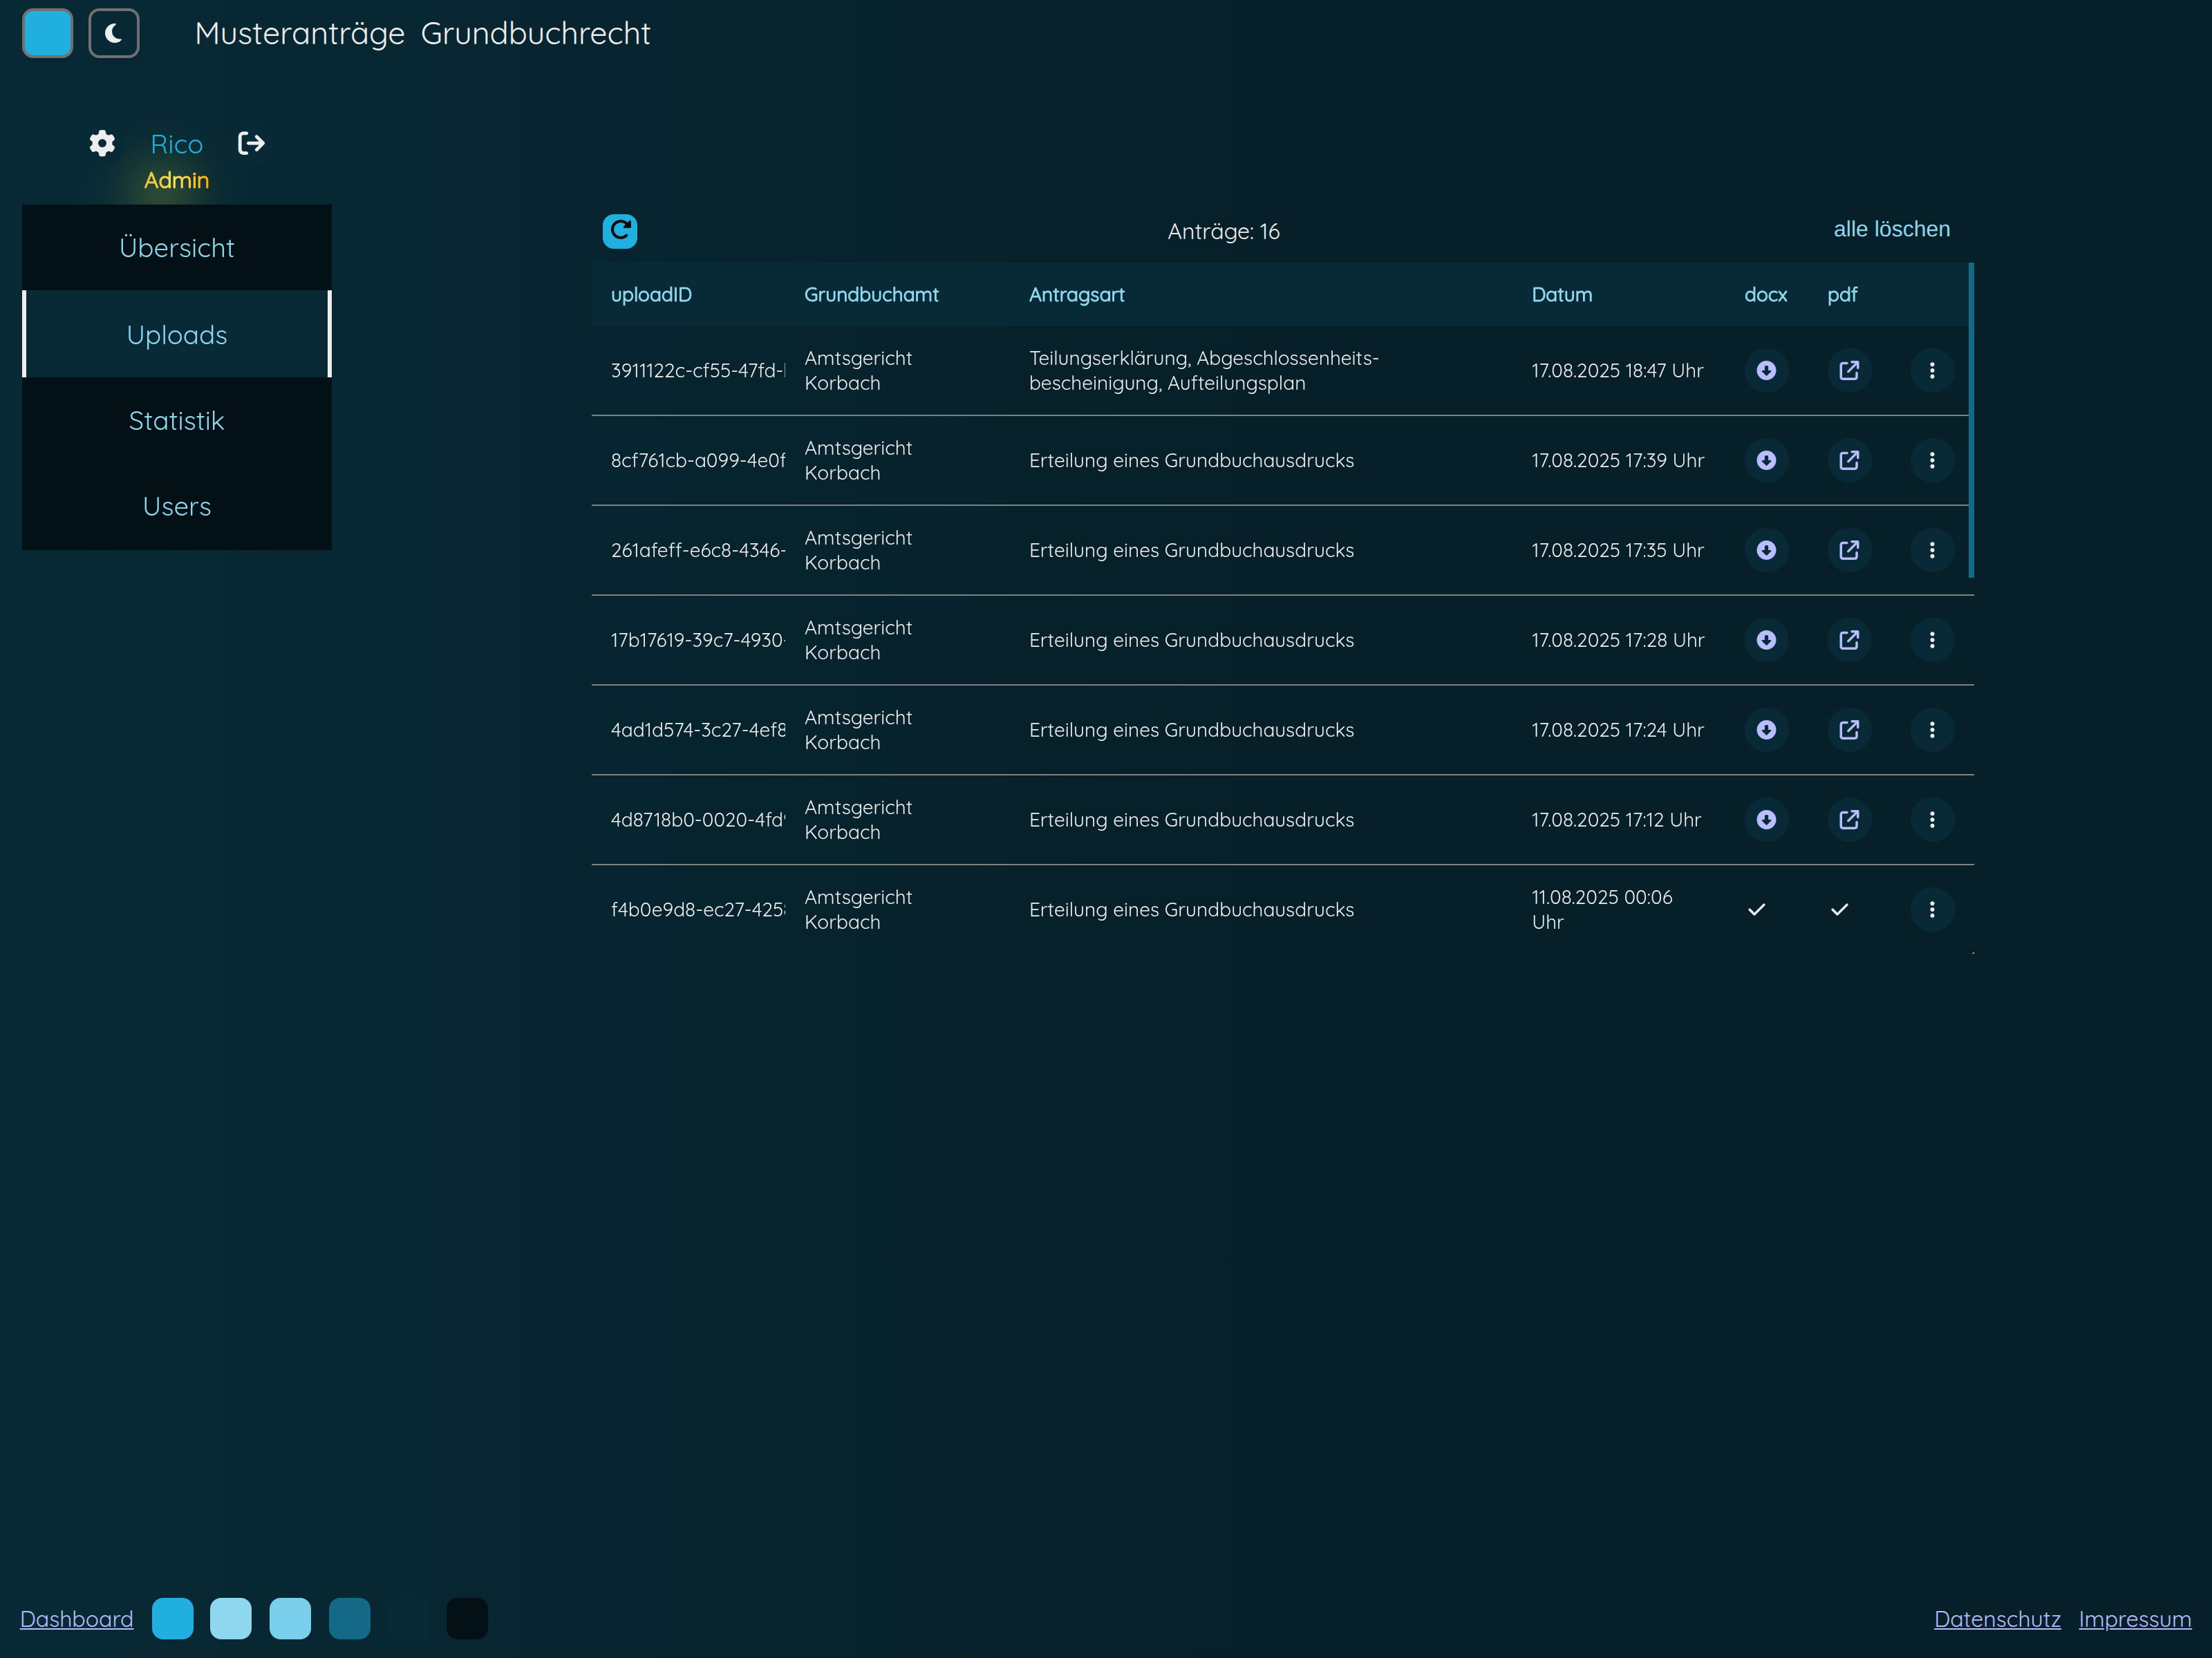 Musteranträge Grundbuchrecht
Rico
Admin
Übersicht
Uploads
Statistik
Users
Anträge: 16
alle löschen
uploadID Grundbuchamt Antragsart Datum docx pdf
3911122c-cf55-47fd- Amtsgericht Korbach Teilungserklärung, Abgeschlossenheits-
bescheinigung, Aufteilungsplan 17.08.2025 18:47 Uhr
8cf761cb-a099-4e0f Amtsgericht Korbach Erteilung eines Grundbuchausdrucks 17.08.2025 17:39 Uhr
261afeff-e6c8-4346- Amtsgericht Korbach Erteilung eines Grundbuchausdrucks 17.08.2025 17:35 Uhr
17b17619-39c7-4930- Amtsgericht Korbach Erteilung eines Grundbuchausdrucks 17.08.2025 17:28 Uhr
4ad1d574-3c27-4ef8 Amtsgericht Korbach Erteilung eines Grundbuchausdrucks 17.08.2025 17:24 Uhr
4d8718b0-0020-4fd Amtsgericht Korbach Erteilung eines Grundbuchausdrucks 17.08.2025 17:12 Uhr
f4b0e9d8-ec27-425 Amtsgericht Korbach Erteilung eines Grundbuchausdrucks 11.08.2025 00:06 Uhr
Dashboard
Datenschutz Impressum